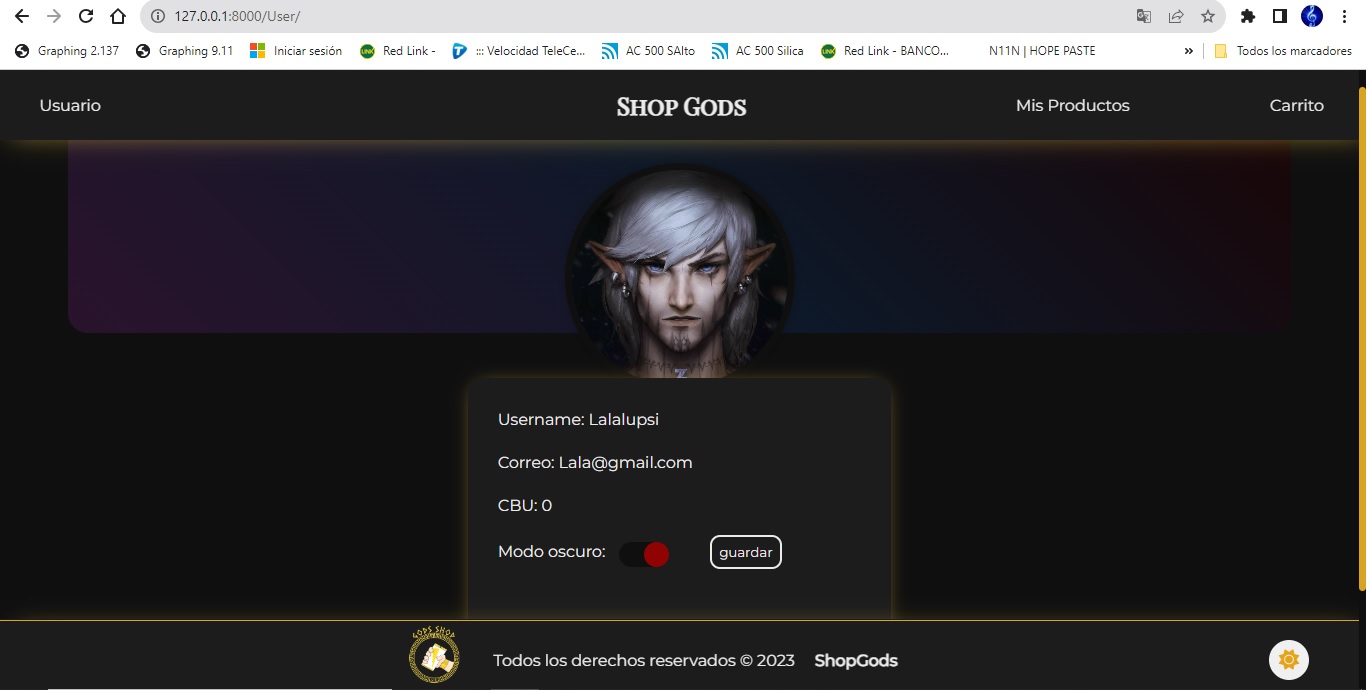 127.0.0.1:8000/User/
Graphing 2.137 Graphing 9.11 Iniciar sesión Red Link - ::: Velocidad TeleCe... AC 500 SAlto AC 500 Silica Red Link - BANCO... N11N | HOPE PASTE » Todos los marcadores
Usuario Shop Gods Mis Productos Carrito
Username: Lalalupsi
Correo: Lala@gmail.com
CBU: 0
Modo oscuro: guardar
GODS SHOP
Todos los derechos reservados © 2023 ShopGods